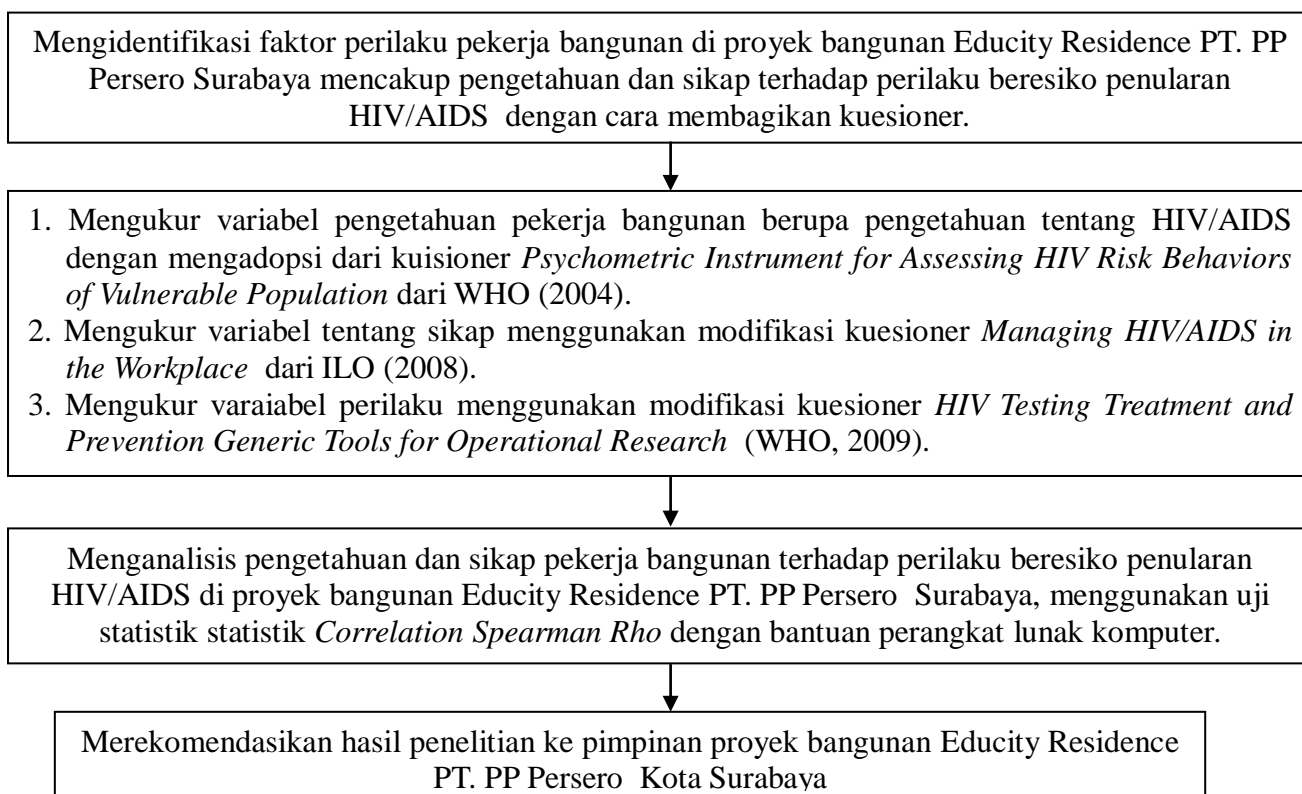 Mengidentifikasi faktor perilaku pekerja bangunan di proyek bangunan Educity Residence PT. PP
Persero Surabaya mencakup pengetahuan dan sikap terhadap perilaku beresiko penularan
HIV/AIDS dengan cara membagikan kuesioner.
1. Mengukur variabel pengetahuan pekerja bangunan berupa pengetahuan tentang HIV/AIDS
dengan mengadopsi dari kuisioner Psychometric Instrument for Assessing HIV Risk Behaviors
of Vulnerable Population dari WHO (2004).
2. Mengukur variabel tentang sikap menggunakan modifikasi kuesioner Managing HIV/AIDS in
the Workplace dari ILO (2008).
3. Mengukur varaiabel perilaku menggunakan modifikasi kuesioner HIV Testing Treatment and
Prevention Generic Tools for Operational Research (WHO, 2009).
Menganalisis pengetahuan dan sikap pekerja bangunan terhadap perilaku beresiko penularan
HIV/AIDS di proyek bangunan Educity Residence PT. PP Persero Surabaya, menggunakan uji
statistik statistik Correlation Spearman Rho dengan bantuan perangkat lunak komputer.
Merekomendasikan hasil penelitian ke pimpinan proyek bangunan Educity Residence
PT. PP Persero Kota Surabaya